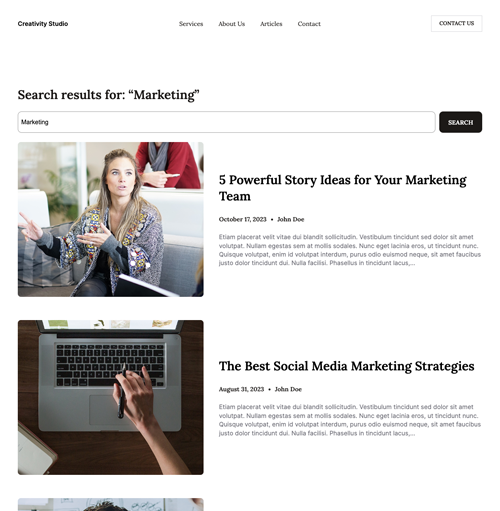 Creativity Studio
Services
About Us
Articles
Contact
CONTACT US
Search results for: “Marketing”
Marketing
SEARCH
5 Powerful Story Ideas for Your Marketing
Team
October 17, 2023 • John Doe
Etiam placerat velit vitae dui blandit sollicitudin. Vestibulum tincidunt sed dolor sit amet
volutpat. Nullam egestas sem at mollis sodales. Nunc eget lacinia eros, ut tincidunt nunc.
Quisque volutpat, enim id volutpat interdum, purus odio euismod neque, sit amet faucibus
justo dolor tincidunt dui. Nulla facilisi. Phasellus in tincidunt lacus,...
The Best Social Media Marketing Strategies
August 31, 2023 • John Doe
Etiam placerat velit vitae dui blandit sollicitudin. Vestibulum tincidunt sed dolor sit amet
volutpat. Nullam egestas sem at mollis sodales. Nunc eget lacinia eros, ut tincidunt nunc.
Quisque volutpat, enim id volutpat interdum, purus odio euismod neque, sit amet faucibus
justo dolor tincidunt dui. Nulla facilisi. Phasellus in tincidunt lacus,...